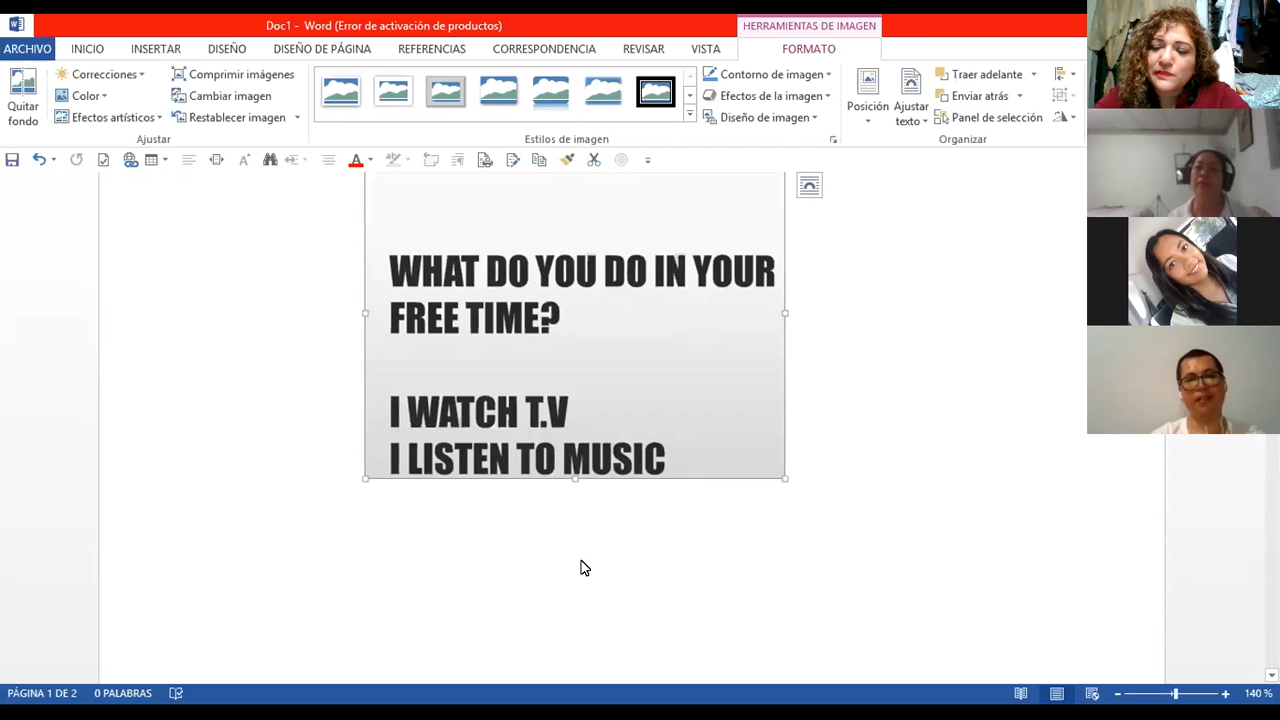 Doc1 - Word (Error de activación de productos)
HERRAMIENTAS DE IMAGEN
ARCHIVO INICIO INSERTAR DISEÑO DISEÑO DE PÁGINA REFERENCIAS CORRESPONDENCIA REVISAR VISTA FORMATO
Correcciones Comprimir imágenes Contorno de imagen Traer adelante
Quitar fondo Color Cambiar imagen Efectos de la imagen Posición Ajustar texto Enviar atrás
Efectos artísticos Restablecer imagen Diseño de imagen Panel de selección
Ajustar Estilos de imagen Organizar
WHAT DO YOU DO IN YOUR
FREE TIME?
I WATCH T.V
I LISTEN TO MUSIC
PÁGINA 1 DE 2 0 PALABRAS 140 %